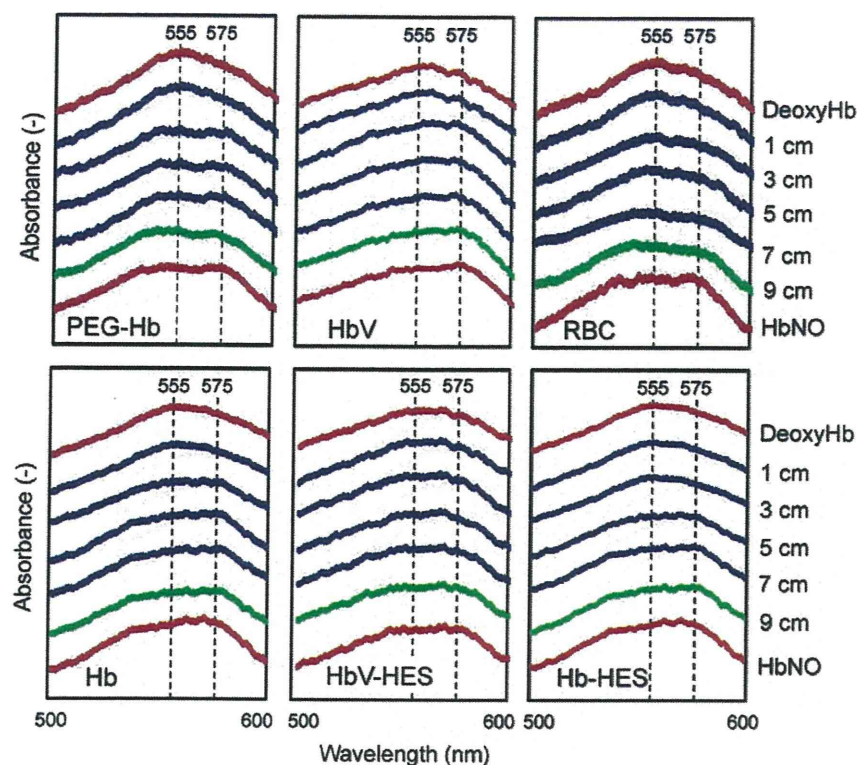 555 575 555 575 555 575
Absorbance (-)
DeoxyHb
1 cm
3 cm
5 cm
7 cm
9 cm
HbNO
PEG-Hb HbV RBC
555 575 555 575 555 575
Absorbance (-)
DeoxyHb
1 cm
3 cm
5 cm
7 cm
9 cm
HbNO
Hb HbV-HES Hb-HES
500 600 500 600 500 600
Wavelength (nm)